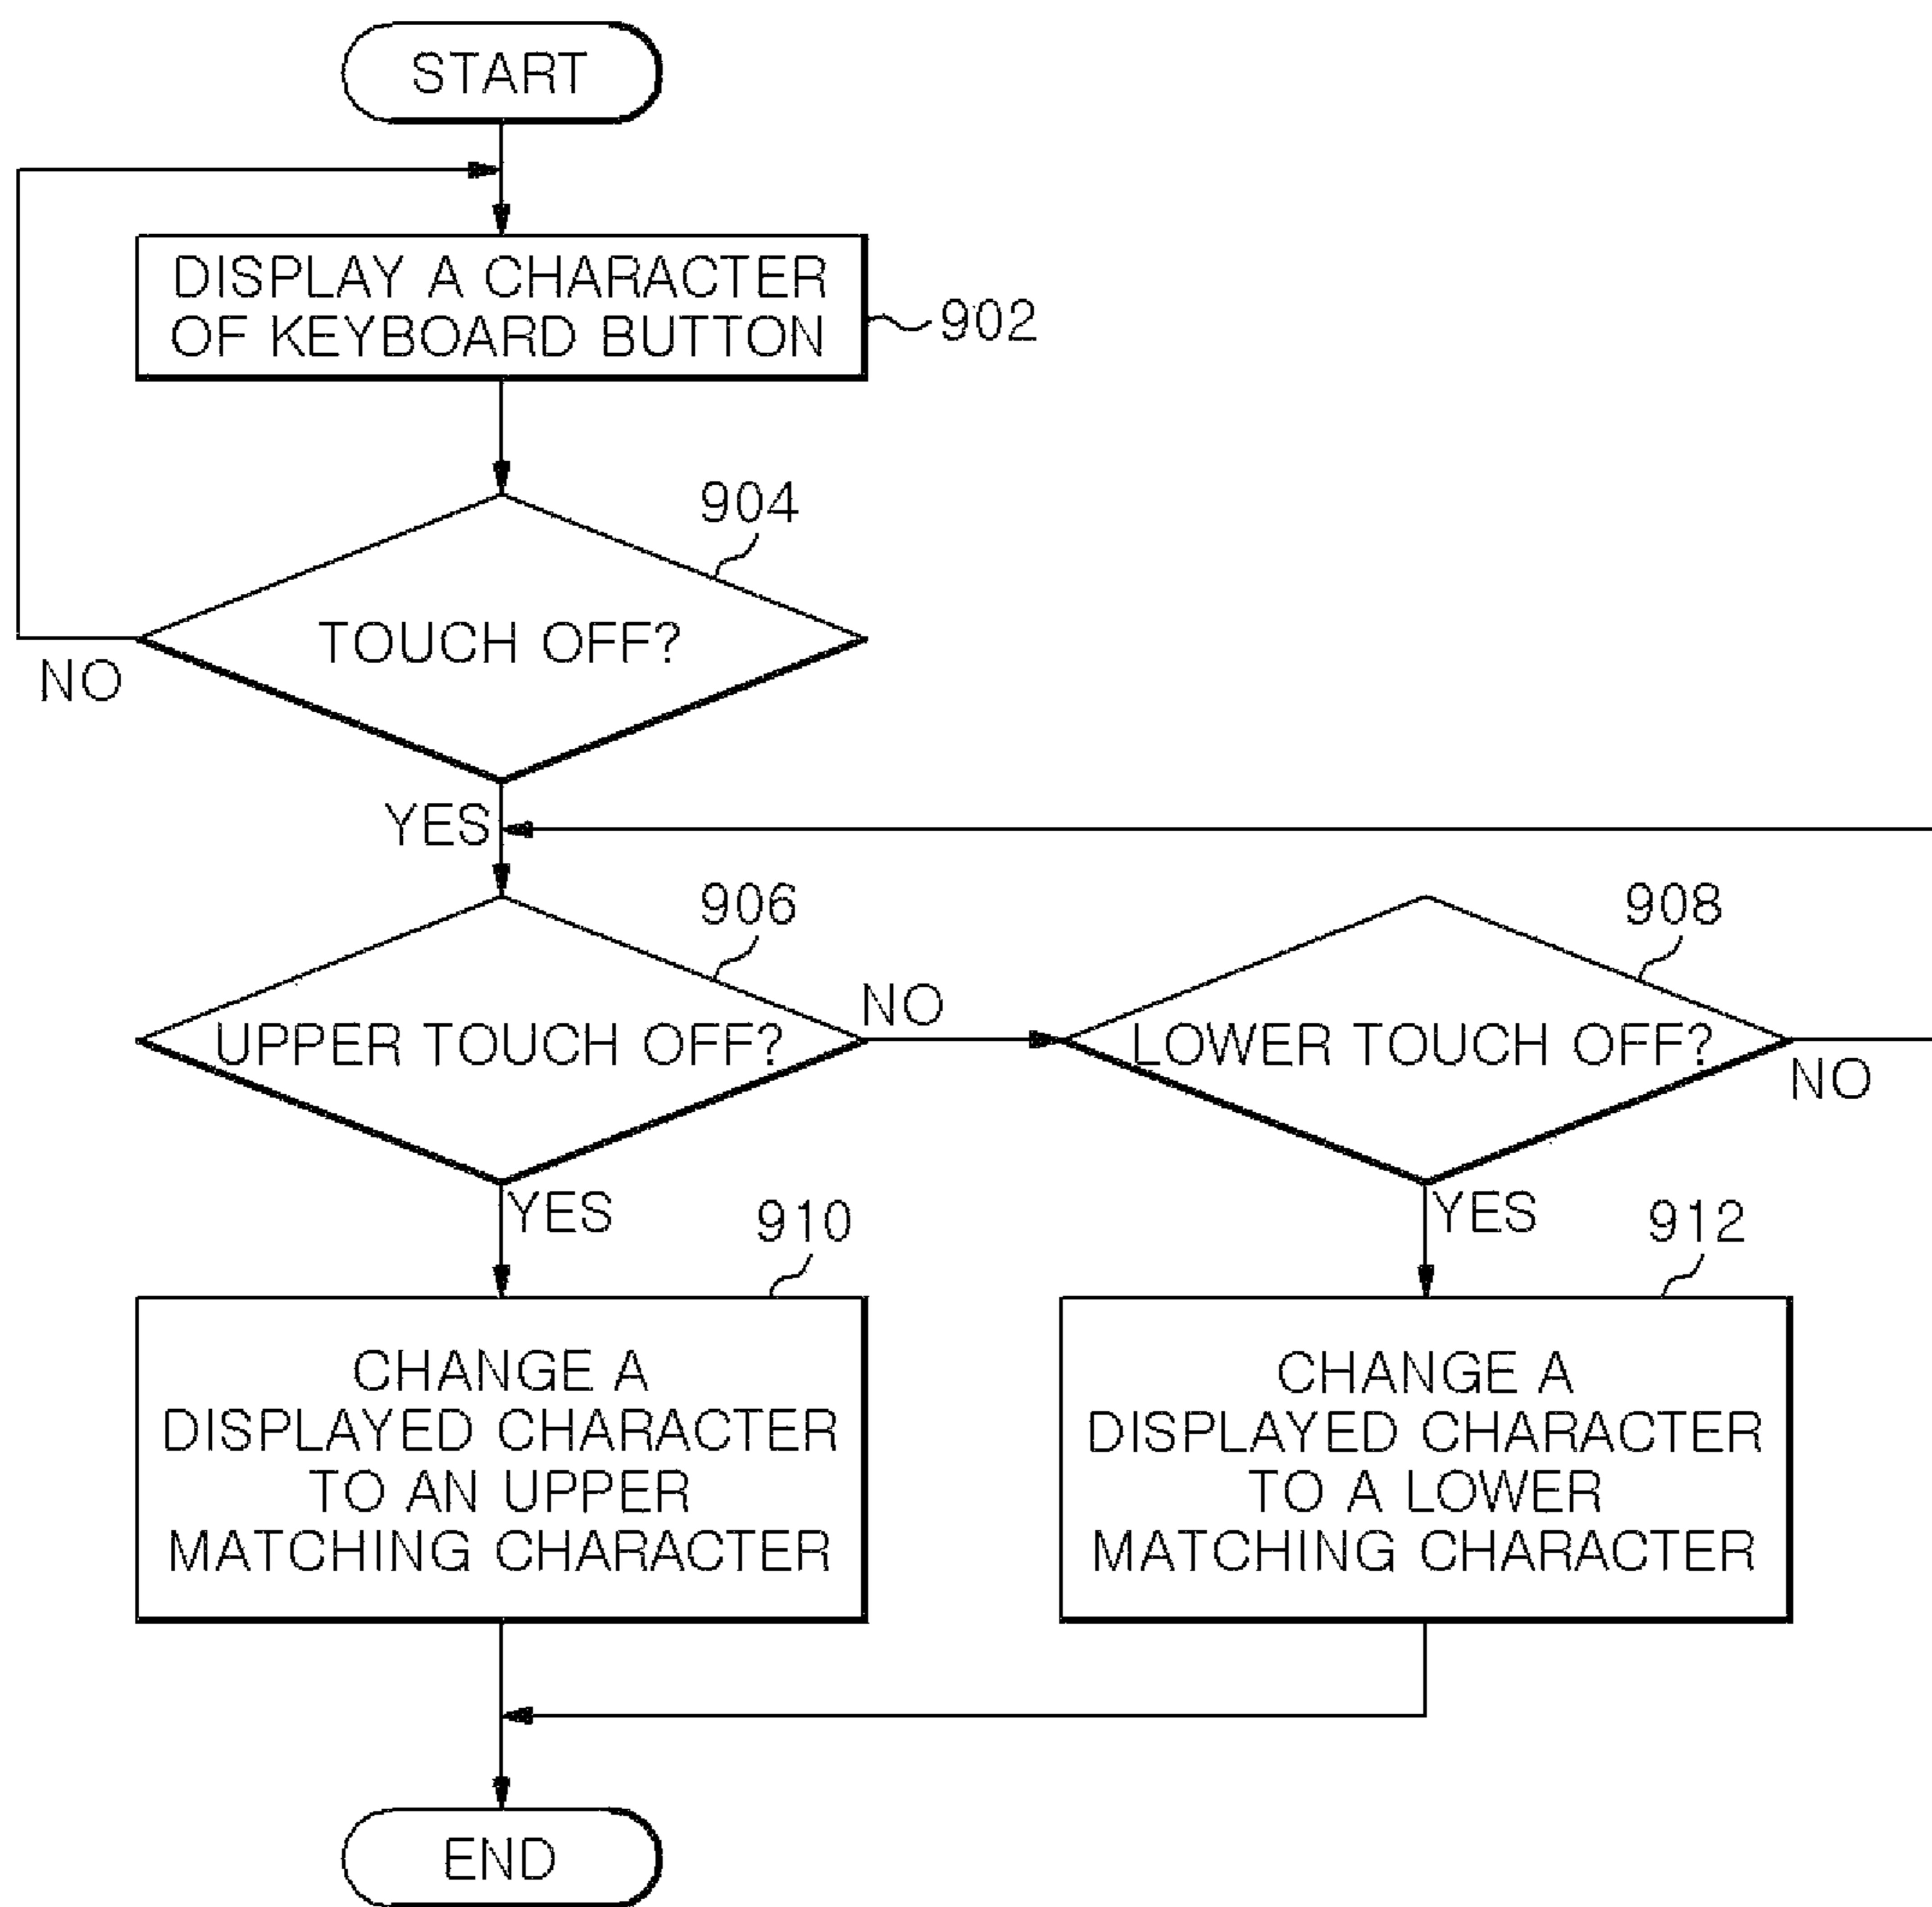 START
DISPLAY A CHARACTER
OF KEYBOARD BUTTON
902
904
TOUCH OFF?
NO
YES
906
908
UPPER TOUCH OFF?
NO
LOWER TOUCH OFF?
NO
YES
910
YES
912
CHANGE A
DISPLAYED CHARACTER
TO AN UPPER
MATCHING CHARACTER
CHANGE A
DISPLAYED CHARACTER
TO A LOWER
MATCHING CHARACTER
END